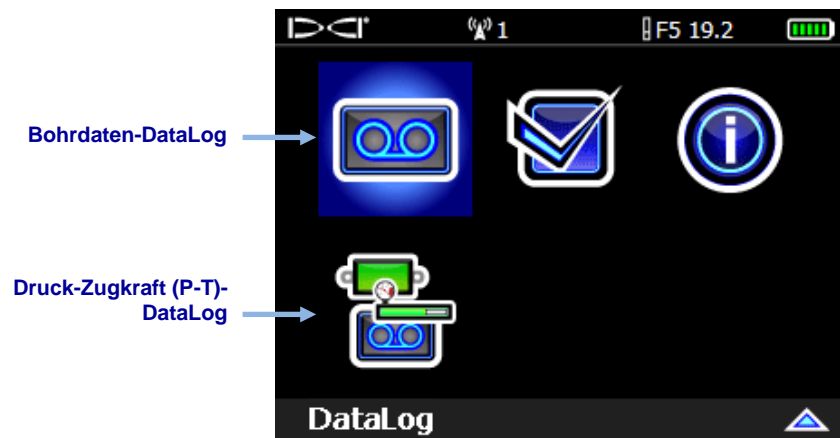 DCI
1
F5 19.2
Bohrdaten-DataLog
Druck-Zugkraft (P-T)-
DataLog
DataLog